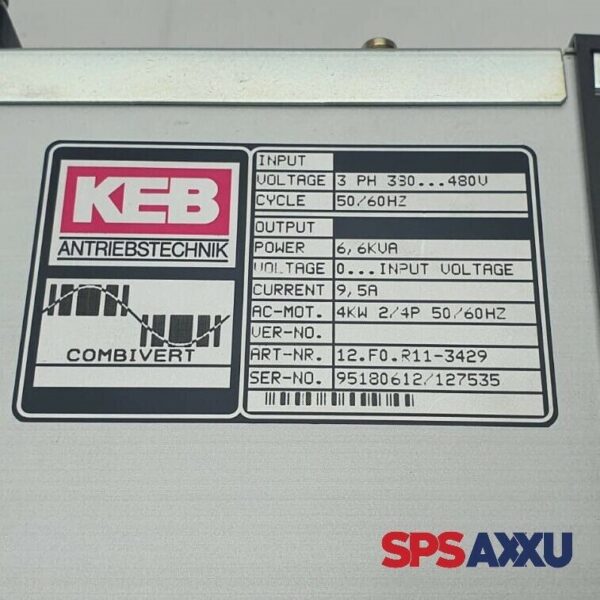 KEB
ANTRIEBSTECHNIK
COMBIVERT
INPUT
VOLTAGE 3 PH 380...480V
CYCLE 50/60HZ
OUTPUT
POWER 6,6KVA
VOLTAGE 0...INPUT VOLTAGE
CURRENT 9,5A
AC-MOT. 4KW 2/4P 50/60HZ
VER-NO.
ART-NR. 12.F0.R11-3429
SER-NO. 95180612/127535
SPSAXXU